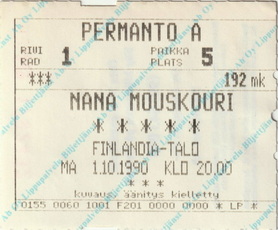 PERMANTO A
RIVI PAIKKA
RAD 1 PLATS 5
*** 192 mk
NANA MOUSKOURI
* * * * *
FINLANDIA-TALO
MA 1.10.1990 KLO 20.00
* * *
kuvaus, äänitys kielletty
0155 0060 1001 F201 0000 0000 * LP *